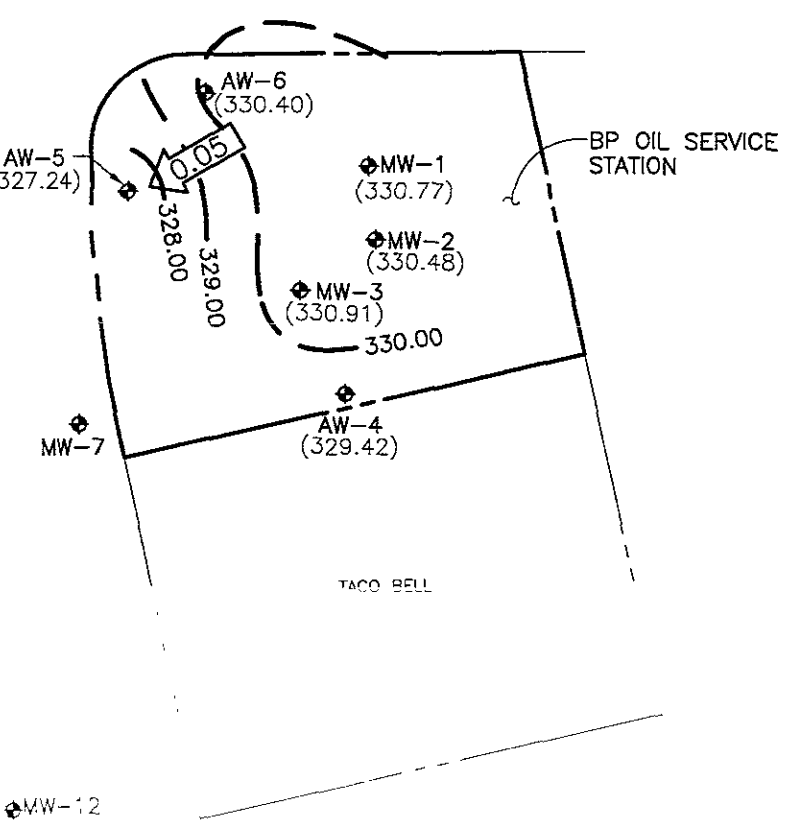 AW-6
(330.40)
BP OIL SERVICE
STATION
AW-5
327.24)
0.05
MW-1
(330.77)
328.00
329.00
MW-2
(330.48)
MW-3
(330.91)
330.00
AW-4
(329.42)
MW-7
TACO BELL
MW-12